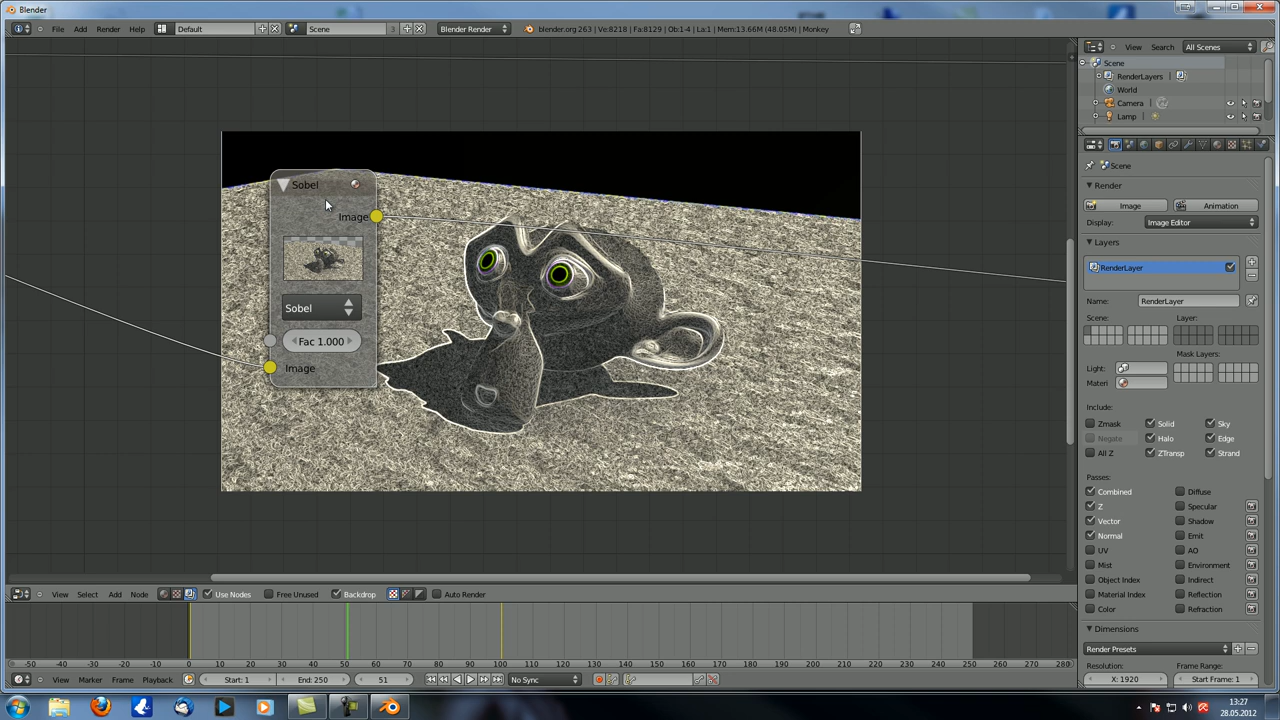 Blender
File Add Render Help Default Scene 3 Blender Render blender.org 263 | Ve:8218 | Fa:8129 | Ob:1-4 | La:1 | Mem:13.66M (48.05M) | Monkey
View Search All Scenes
Scene
RenderLayers
World
Camera
Lamp
Scene
Render
Image Animation
Display: Image Editor
Layers
RenderLayer
Name: RenderLayer
Scene: Layer:
Mask Layers:
Light:
Materi
Include:
Zmask Solid Sky
Negate Halo Edge
All Z ZTransp Strand
Passes:
Combined Diffuse
Z Specular
Vector Shadow
Normal Emit
UV AO
Mist Environment
Object Index Indirect
Material Index Reflection
Color Refraction
Dimensions
Render Presets
Resolution: Frame Range:
X: 1920 Start Frame: 1
Sobel
Image
Sobel
Fac 1.000
Image
View Select Add Node Use Nodes Free Unused Backdrop Auto Render
-50 -40 -30 -20 -10 0 10 20 30 40 50 60 70 80 90 100 110 120 130 140 150 160 170 180 190 200 210 220 230 240 250 260 270 280
View Marker Frame Playback Start: 1 End: 250 51 No Sync
13:27
28.05.2012